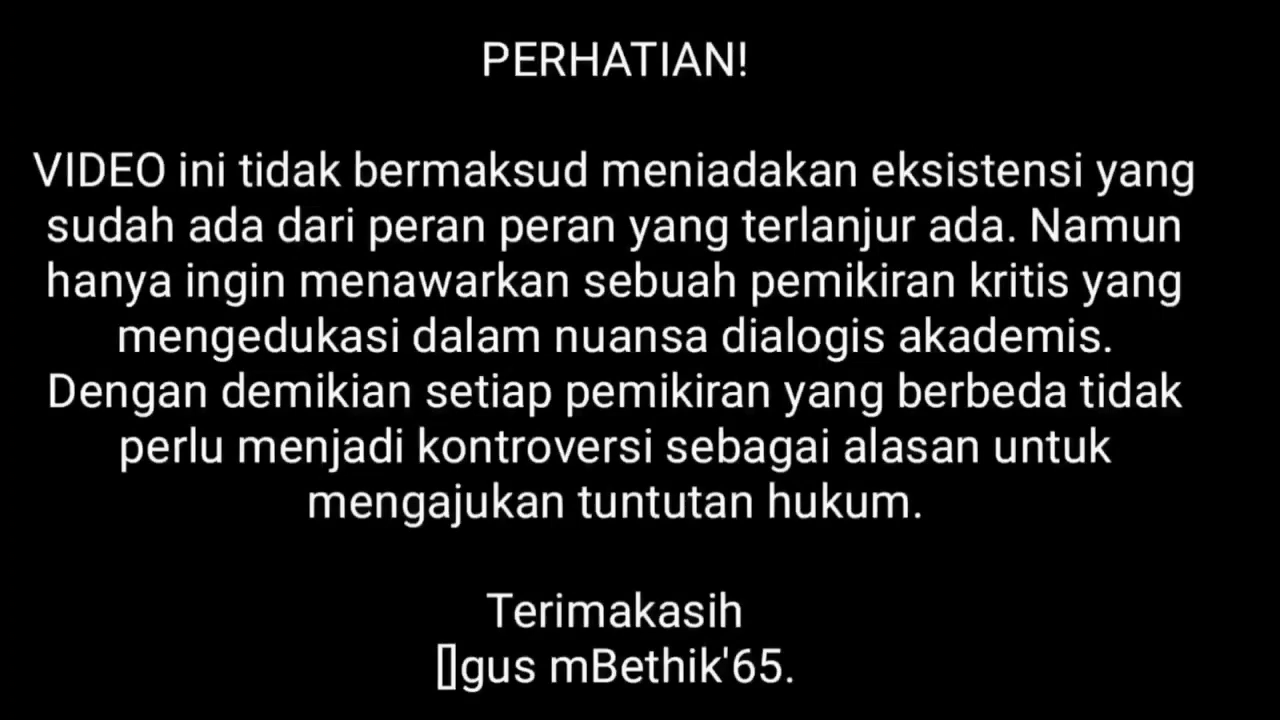 PERHATIAN!
VIDEO ini tidak bermaksud meniadakan eksistensi yang
sudah ada dari peran peran yang terlanjur ada. Namun
hanya ingin menawarkan sebuah pemikiran kritis yang
mengedukasi dalam nuansa dialogis akademis.
Dengan demikian setiap pemikiran yang berbeda tidak
perlu menjadi kontroversi sebagai alasan untuk
mengajukan tuntutan hukum.
Terimakasih
[]gus mBethik'65.